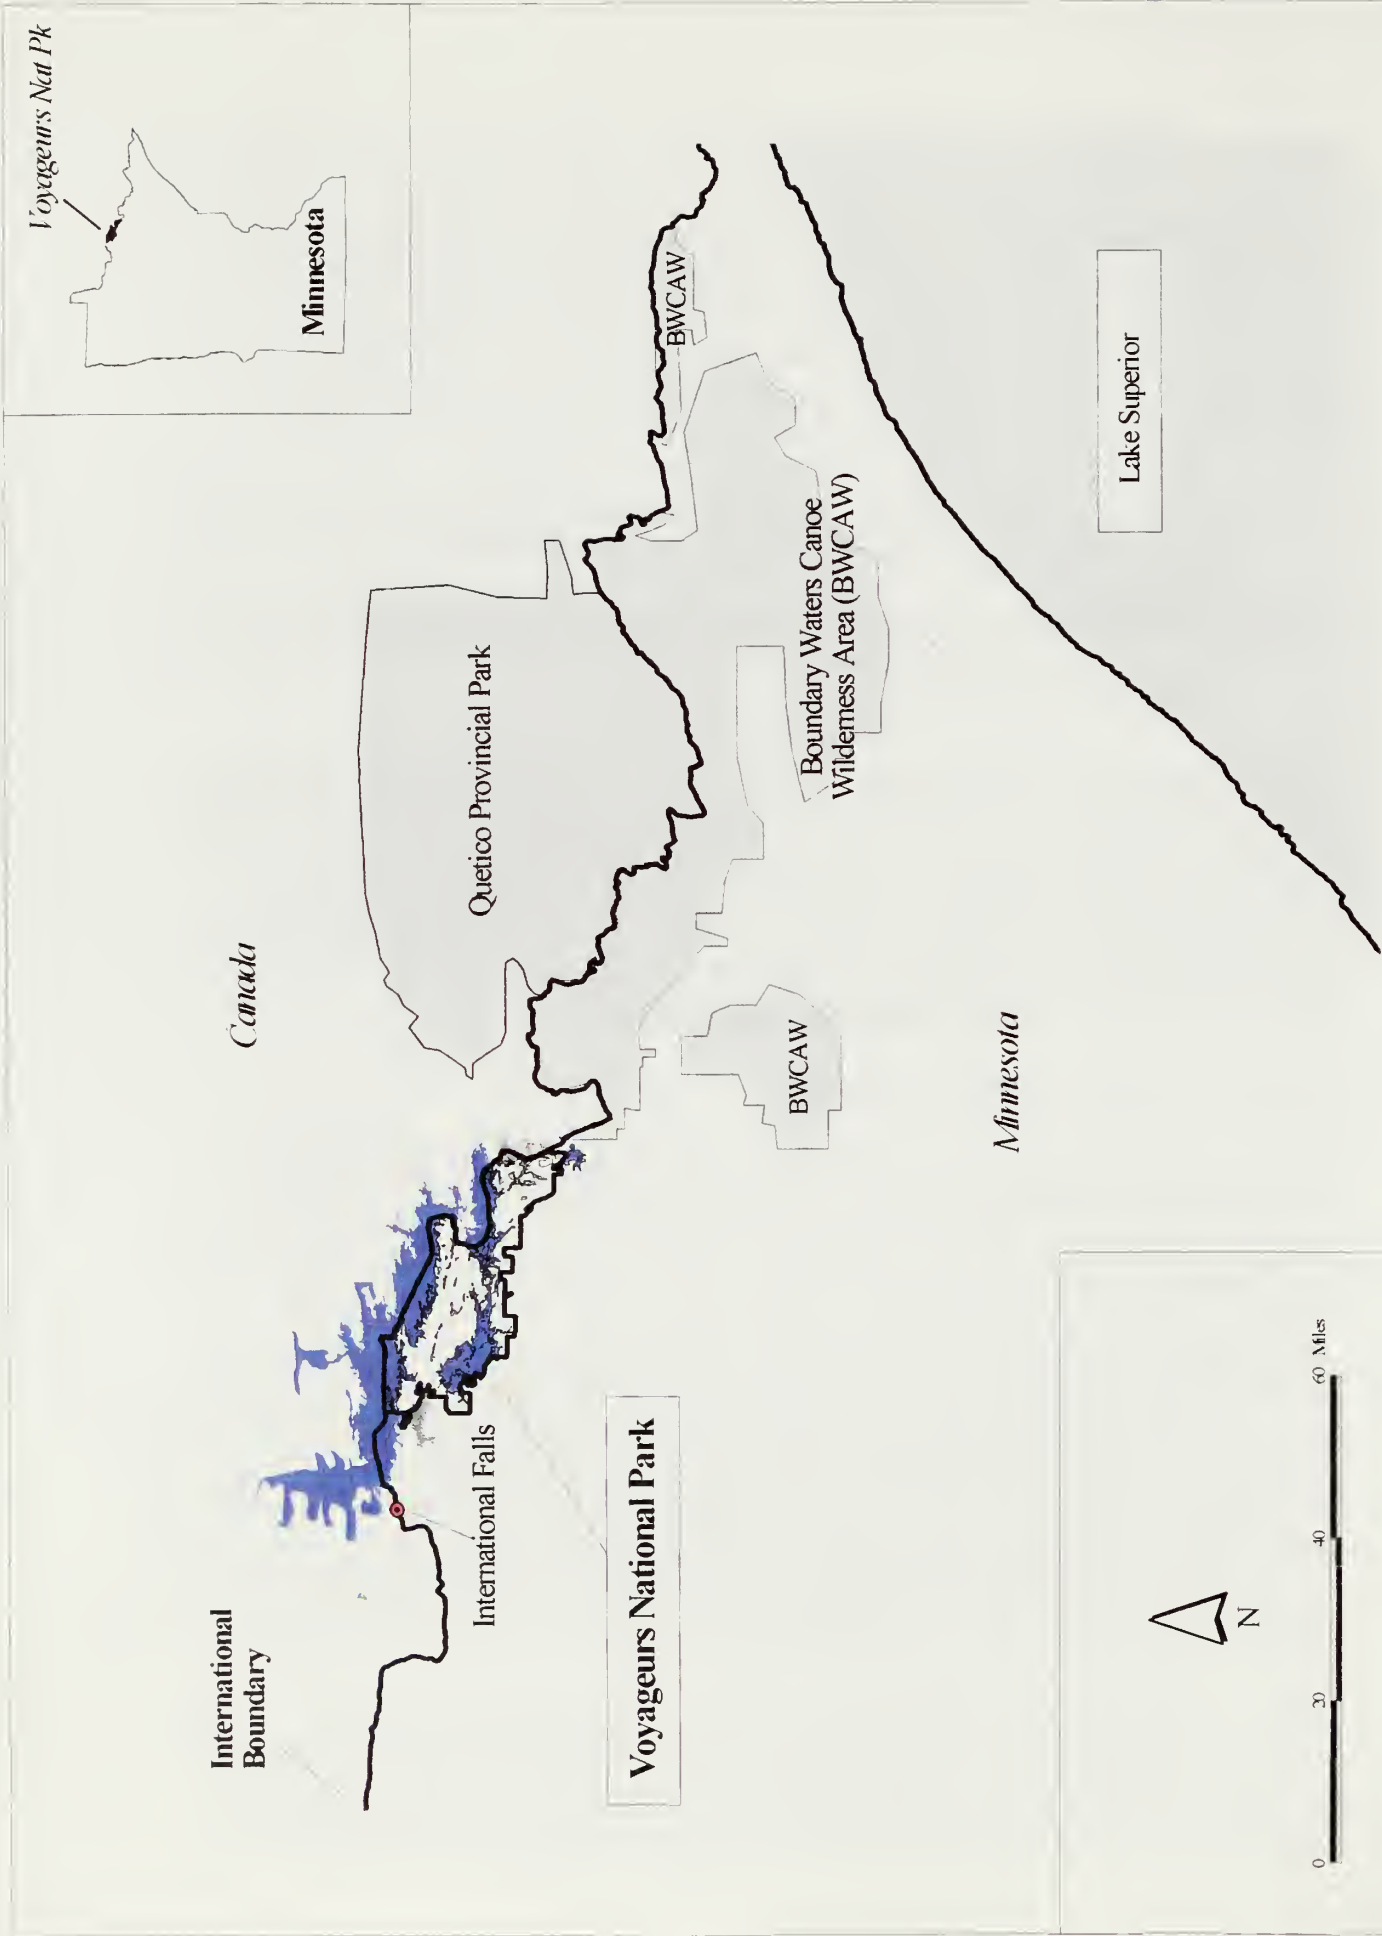 Voyageurs Nat Pk
Minnesota
Canada
International
Boundary
Quetico Provincial Park
BWCAW
International Falls
Voyageurs National Park
Boundary Waters Canoe
Wilderness Area (BWCAW)
BWCAW
Lake Superior
Minnesota
N
0
20
40
60 Miles